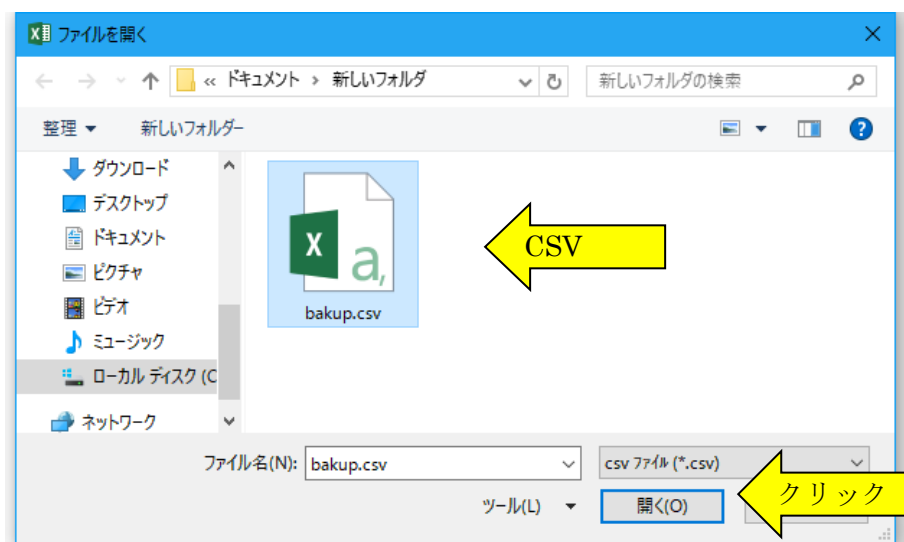 ファイルを開く
« ドキュメント › 新しいフォルダ
新しいフォルダの検索
整理 新しいフォルダー
ダウンロード
デスクトップ
ドキュメント
ピクチャ
ビデオ
ミュージック
ローカル ディスク (C
ネットワーク
bakup.csv
CSV
ファイル名(N): bakup.csv
csv ﾌｧｲﾙ (*.csv)
ツール(L) 開く(O)
クリック